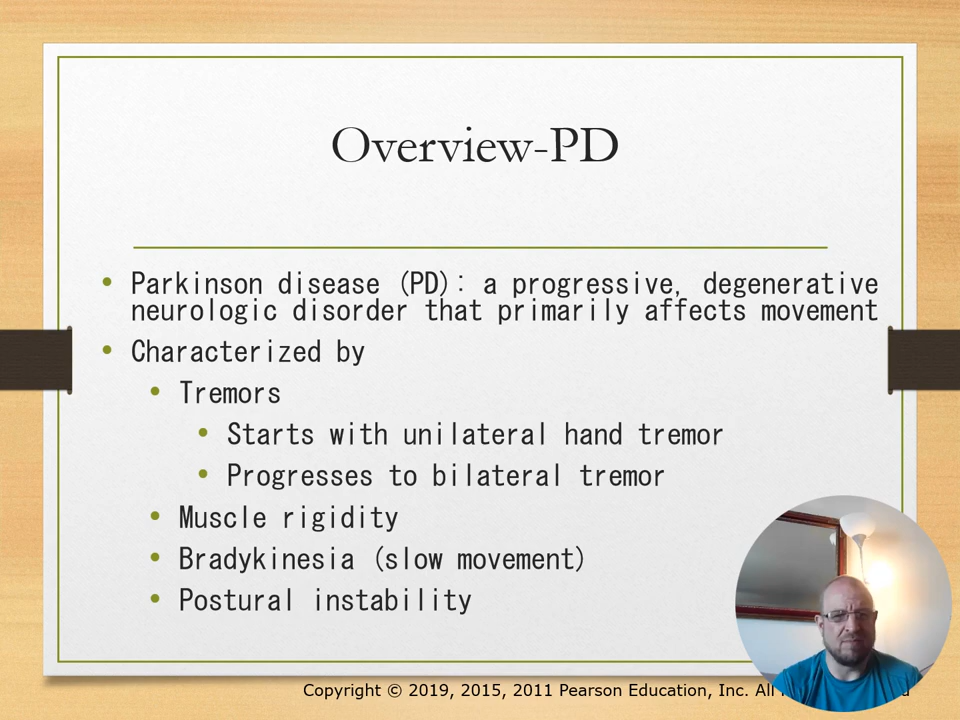 Overview-PD
• Parkinson disease (PD): a progressive, degenerative
neurologic disorder that primarily affects movement
• Characterized by
• Tremors
• Starts with unilateral hand tremor
• Progresses to bilateral tremor
• Muscle rigidity
• Bradykinesia (slow movement)
• Postural instability
Copyright © 2019, 2015, 2011 Pearson Education, Inc. All